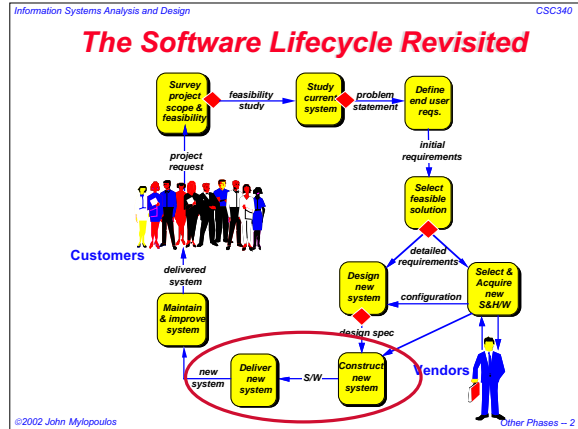 Information Systems Analysis and Design
CSC340
The Software Lifecycle Revisited
Survey
project
scope &
feasibility
feasibility
study
Study
current
system
problem
statement
Define
end user
reqs.
project
request
initial
requirements
Select
feasible
solution
Customers
detailed
requirements
delivered
system
Design
new
system
configuration
Select &
Acquire
new
S&H/W
Maintain
& improve
system
design spec
new
system
Deliver
new
system
S/W
Construct
new
system
Vendors
©2002 John Mylopoulos
Other Phases -- 2